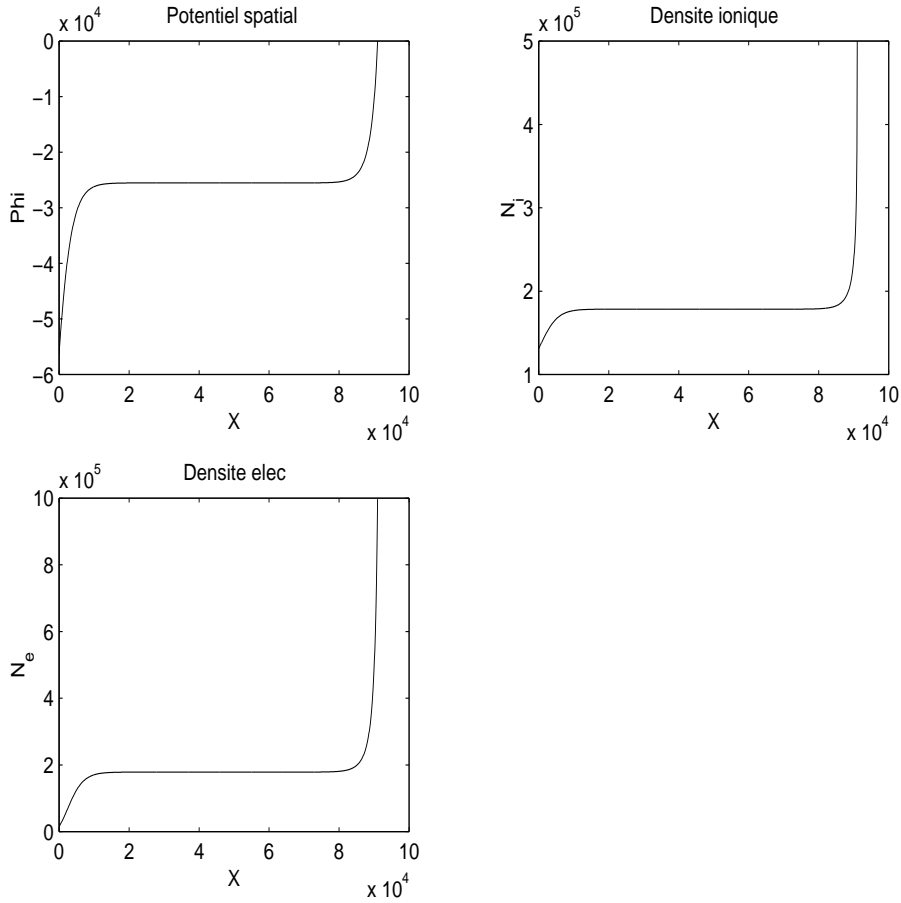 Potentiel spatial
x 10^4
0
−1
−2
−3
−4
−5
−6
Phi
0 2 4 6 8 10
X
x 10^4
Densite ionique
x 10^5
5
4
3
2
1
N_i
0 2 4 6 8 10
X
x 10^4
Densite elec
x 10^5
10
8
6
4
2
0
N_e
0 2 4 6 8 10
X
x 10^4